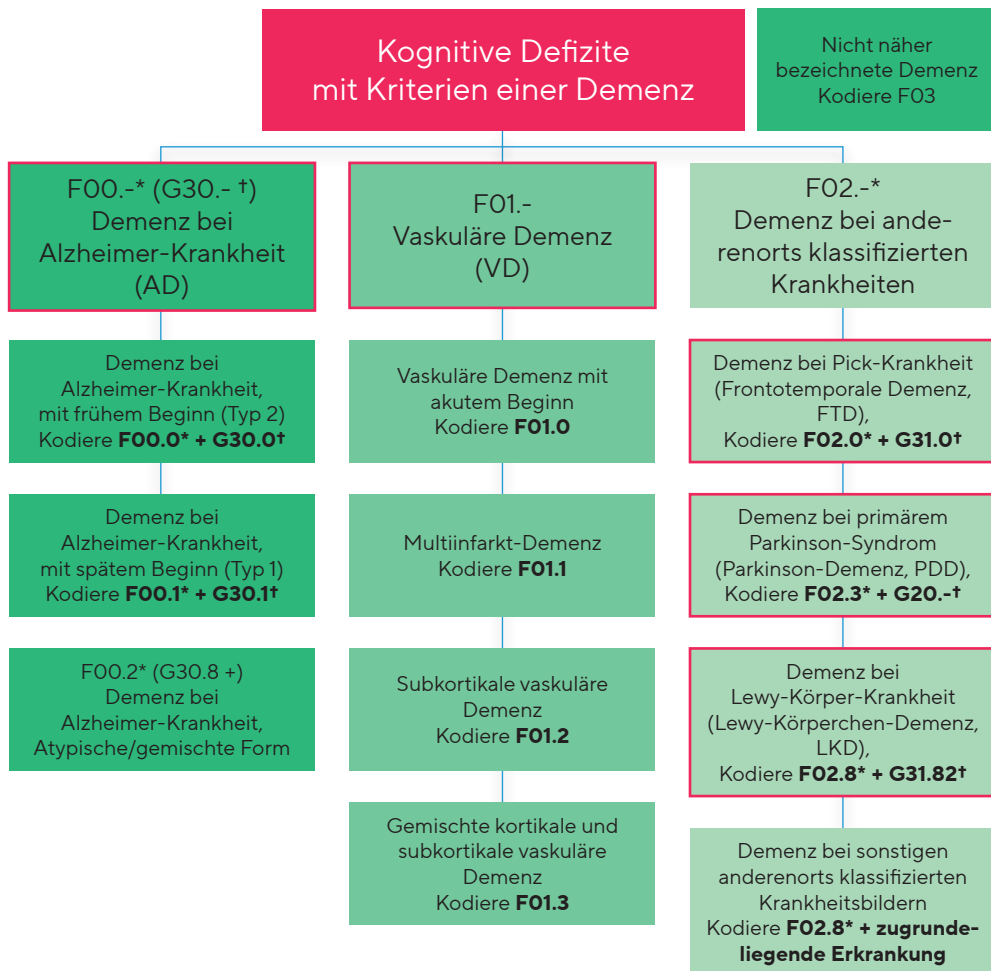 Kognitive Defizite
mit Kriterien einer Demenz
Nicht näher
bezeichnete Demenz
Kodiere F03
F00.-* (G30.- †)
Demenz bei
Alzheimer-Krankheit
(AD)
Demenz bei
Alzheimer-Krankheit,
mit frühem Beginn (Typ 2)
Kodiere F00.0* + G30.0†
Demenz bei
Alzheimer-Krankheit,
mit spätem Beginn (Typ 1)
Kodiere F00.1* + G30.1†
F00.2* (G30.8 +)
Demenz bei
Alzheimer-Krankheit,
Atypische/gemischte Form
F01.-
Vaskuläre Demenz
(VD)
Vaskuläre Demenz mit
akutem Beginn
Kodiere F01.0
Multiinfarkt-Demenz
Kodiere F01.1
Subkortikale vaskuläre
Demenz
Kodiere F01.2
Gemischte kortikale und
subkortikale vaskuläre
Demenz
Kodiere F01.3
F02.-*
Demenz bei ande-
renorts klassifizierten
Krankheiten
Demenz bei Pick-Krankheit
(Frontotemporale Demenz,
FTD),
Kodiere F02.0* + G31.0†
Demenz bei primärem
Parkinson-Syndrom
(Parkinson-Demenz, PDD),
Kodiere F02.3* + G20.-†
Demenz bei
Lewy-Körper-Krankheit
(Lewy-Körperchen-Demenz,
LKD),
Kodiere F02.8* + G31.82†
Demenz bei sonstigen
anderenorts klassifizierten
Krankheitsbildern
Kodiere F02.8* + zugrunde-
liegende Erkrankung